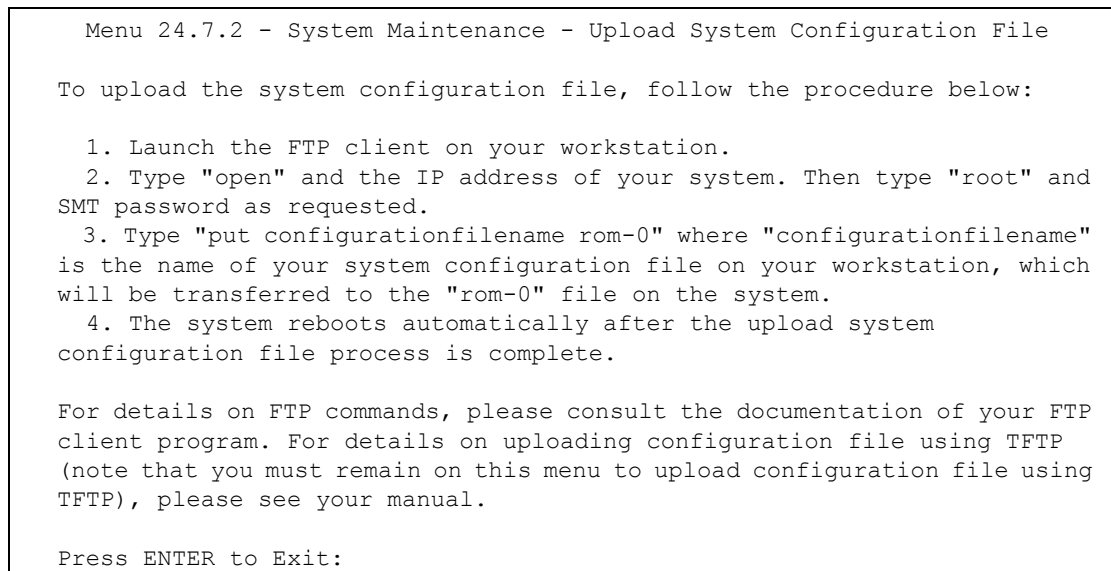 Menu 24.7.2 - System Maintenance - Upload System Configuration File
To upload the system configuration file, follow the procedure below:
1. Launch the FTP client on your workstation.
2. Type "open" and the IP address of your system. Then type "root" and
SMT password as requested.
3. Type "put configurationfilename rom-0" where "configurationfilename"
is the name of your system configuration file on your workstation, which
will be transferred to the "rom-0" file on the system.
4. The system reboots automatically after the upload system
configuration file process is complete.
For details on FTP commands, please consult the documentation of your FTP
client program. For details on uploading configuration file using TFTP
(note that you must remain on this menu to upload configuration file using
TFTP), please see your manual.
Press ENTER to Exit: